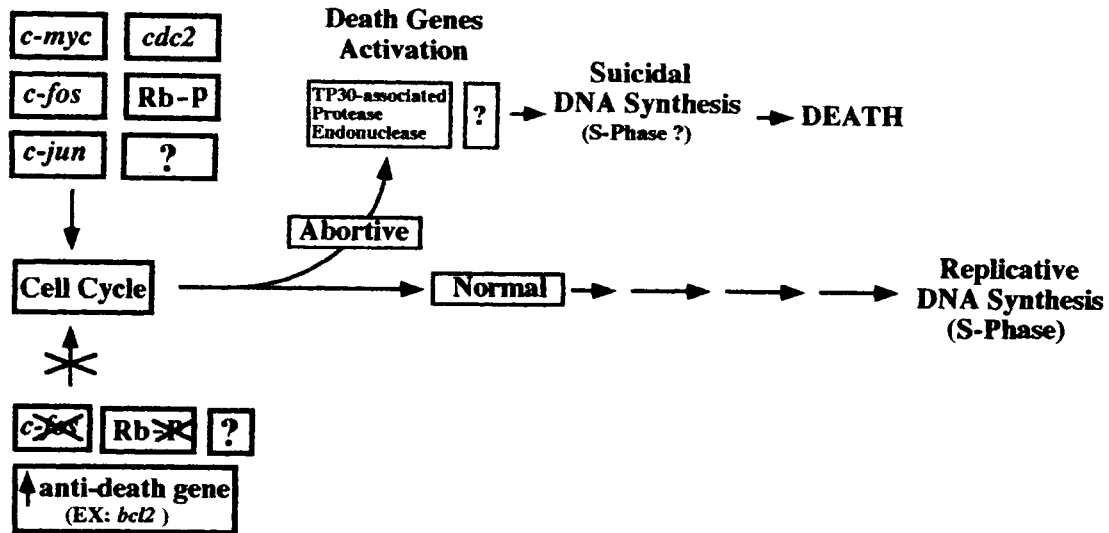 c-myc
cdc2
c-fos
Rb-P
c-jun
?
Death Genes
Activation
TP30-associated
Protease
Endonuclease
?
Suicidal
DNA Synthesis
(S-Phase ?)
DEATH
Abortive
Cell Cycle
Normal
Replicative
DNA Synthesis
(S-Phase)
c-fos
Rb-P
?
anti-death gene
(EX: bcl2 )